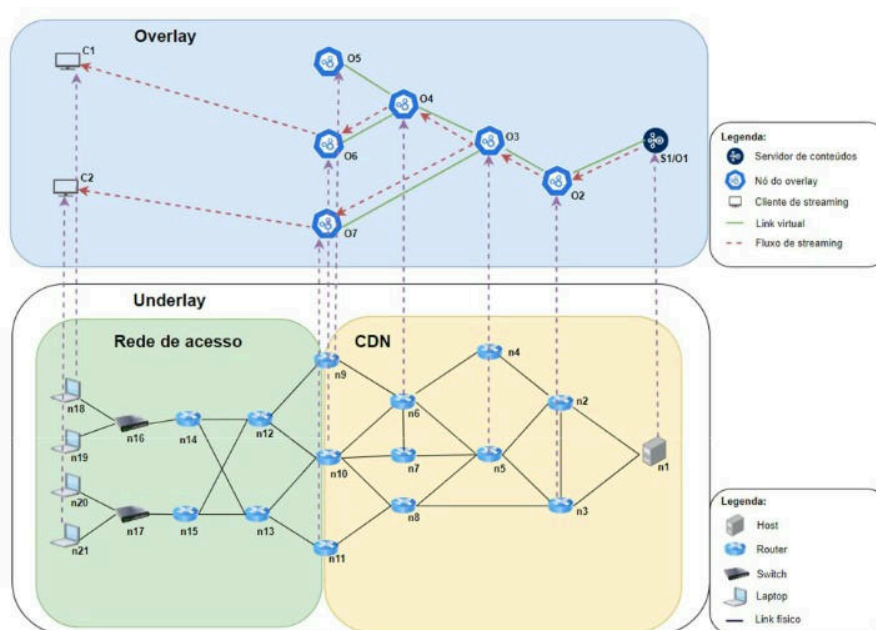 Overlay
C1
O5
O4
O6
O3
S1/O1
C2
O2
O7
Legenda:
Servidor de conteúdos
Nó do overlay
Cliente de streaming
Link virtual
Fluxo de streaming
Underlay
Rede de acesso
CDN
n9
n4
n18
n6
n2
n16
n14
n12
n19
n10
n7
n5
n1
n20
n17
n15
n13
n8
n3
n21
n11
Legenda:
Host
Router
Switch
Laptop
Link físico